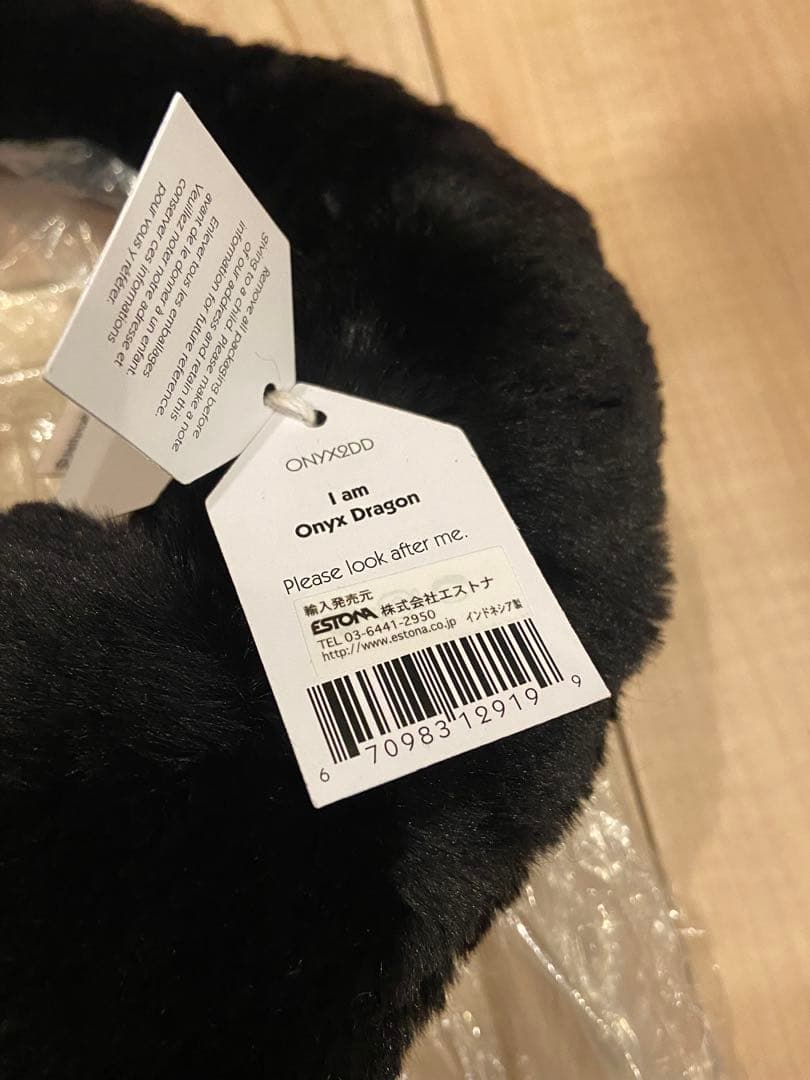 Remove all packaging before
giving to a child. please make a note
of our address and retain this
information for future reference.
Enlever tous les emballages
avant de le donner à un enfant.
Veuillez noter notre adresse et
conserver ces informations
pour vous y référer.
ONYX2DD
I am
Onyx Dragon
Please look after me.
輸入発売元
ESTONA 株式会社エストナ
TEL 03-6441-2950 インドネシア製
http://www.estona.co.jp
6 70983 12919 9